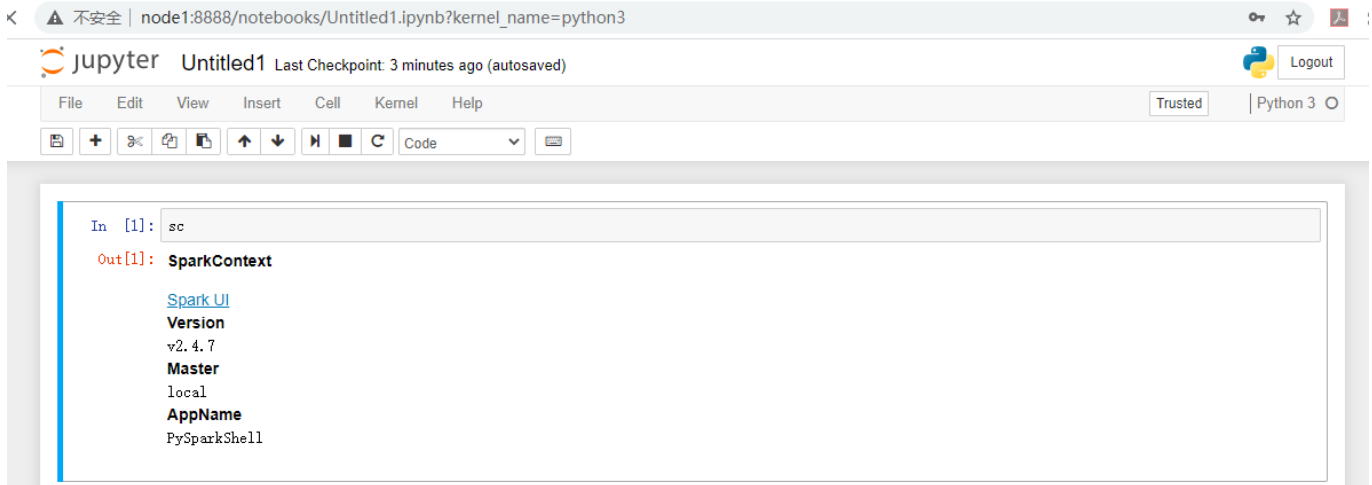 不安全 | node1:8888/notebooks/Untitled1.ipynb?kernel_name=python3
jupyter Untitled1 Last Checkpoint: 3 minutes ago (autosaved) Logout
File Edit View Insert Cell Kernel Help Trusted Python 3
Code
In [1]: sc
Out[1]: SparkContext
Spark UI
Version
v2.4.7
Master
local
AppName
PySparkShell